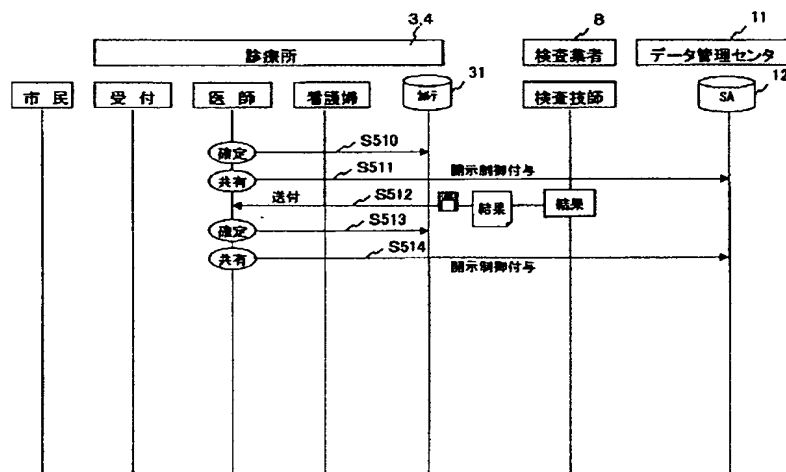 3,4
8
11
診療所
検査業者
データ管理センタ
31
12
市民
受付
医師
看護婦
検査技師
SA
確定
S510
共有
S511
開示制御付与
送付
S512
結果
結果
確定
S513
共有
S514
開示制御付与